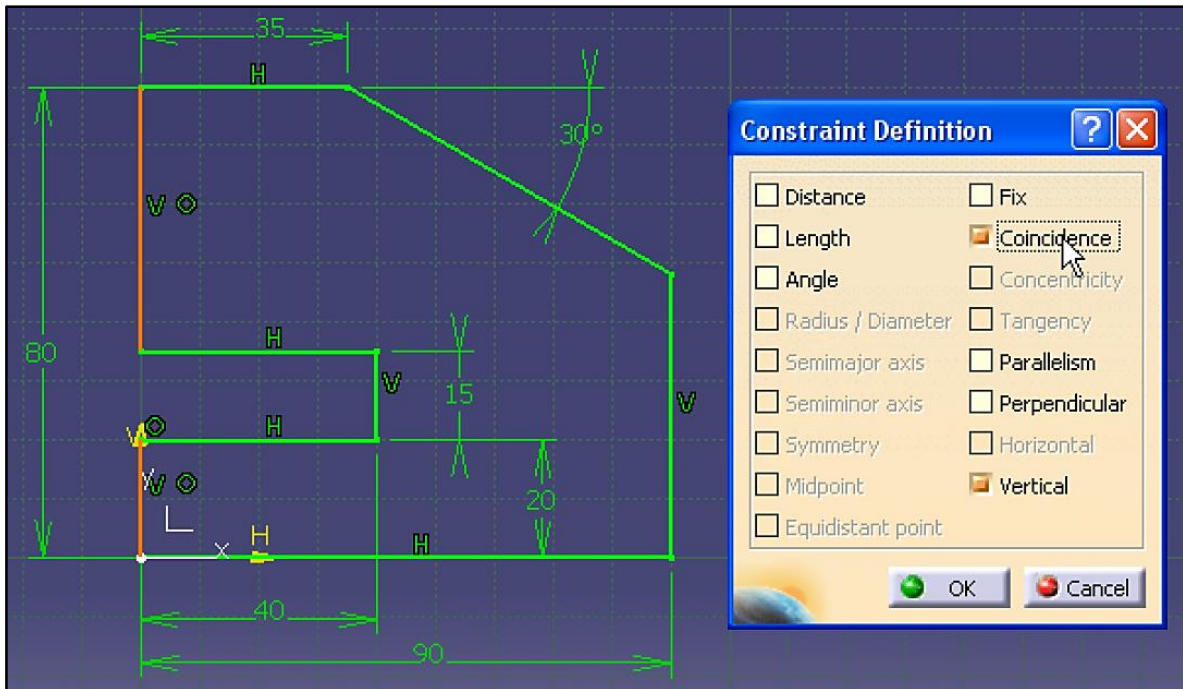 35
H
30°
V
80
H
V
15
V
V
H
20
V
y
H
x
H
40
90
Constraint Definition
?
Distance
Fix
Length
Coincidence
Angle
Concentricity
Radius / Diameter
Tangency
Semimajor axis
Parallelism
Semiminor axis
Perpendicular
Symmetry
Horizontal
Midpoint
Vertical
Equidistant point
OK
Cancel